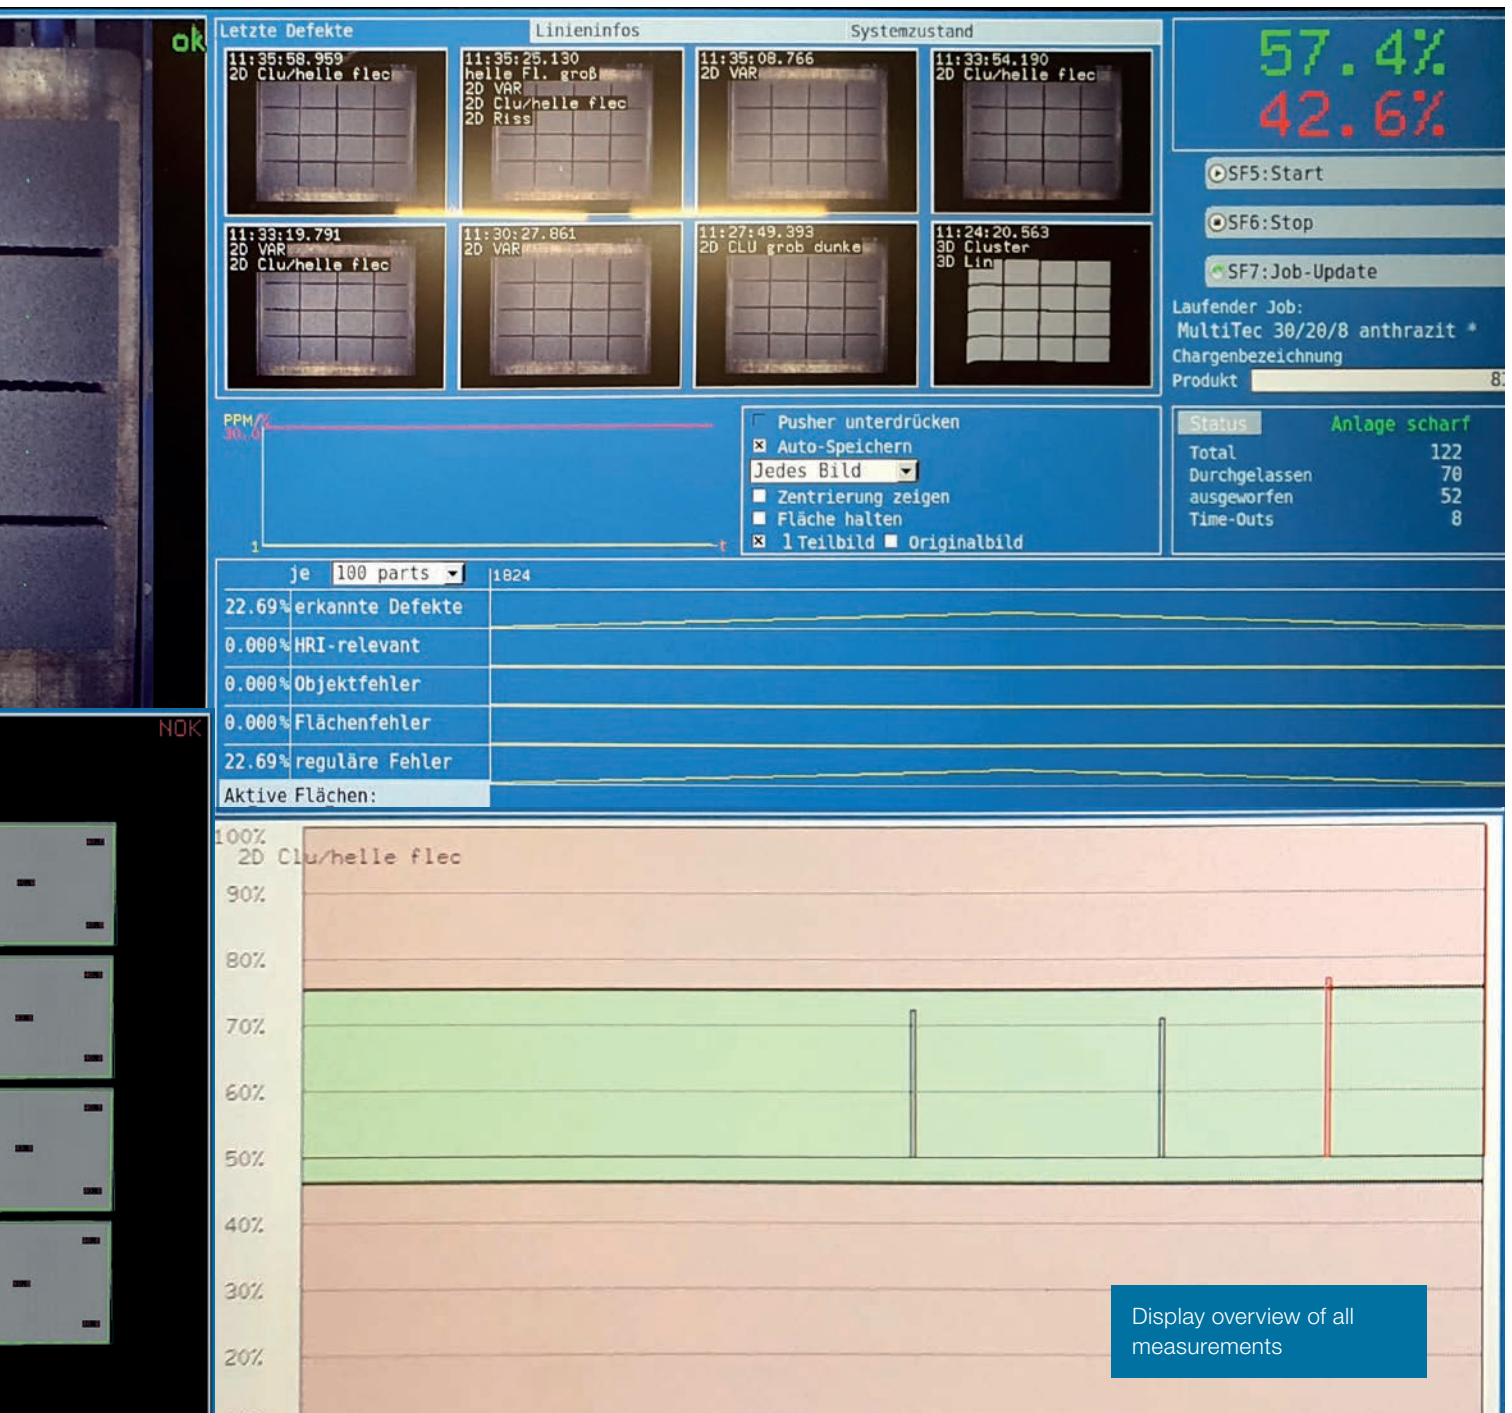 ok
Letzte Defekte
Linieninfos
Systemzustand
11:35:58.959
2D Clu/helle flec
11:35:25.130
helle Fl. groß
2D VAR
2D Clu/helle flec
2D Riss
11:35:08.766
2D VAR
11:33:54.190
2D Clu/helle flec
11:33:19.791
2D VAR
2D Clu/helle flec
11:30:27.861
2D VAR
11:27:49.393
2D CLU grob dunke
11:24:20.563
3D Cluster
3D Lin
57.4%
42.6%
SF5:Start
SF6:Stop
SF7:Job-Update
Laufender Job:
MultiTec 30/20/8 anthrazit *
Chargenbezeichnung
Produkt
PPM/%
30.0
1
t
Pusher unterdrücken
Auto-Speichern
Jedes Bild
Zentrierung zeigen
Fläche halten
1 Teilbild Originalbild
Status Anlage scharf
Total 122
Durchgelassen 70
ausgeworfen 52
Time-Outs 8
je 100 parts 1824
22.69% erkannte Defekte
0.000% HRI-relevant
0.000% Objektfehler
0.000% Flächenfehler
22.69% reguläre Fehler
Aktive Flächen:
NOK
100%
2D Clu/helle flec
90%
80%
70%
60%
50%
40%
30%
20%
Display overview of all
measurements